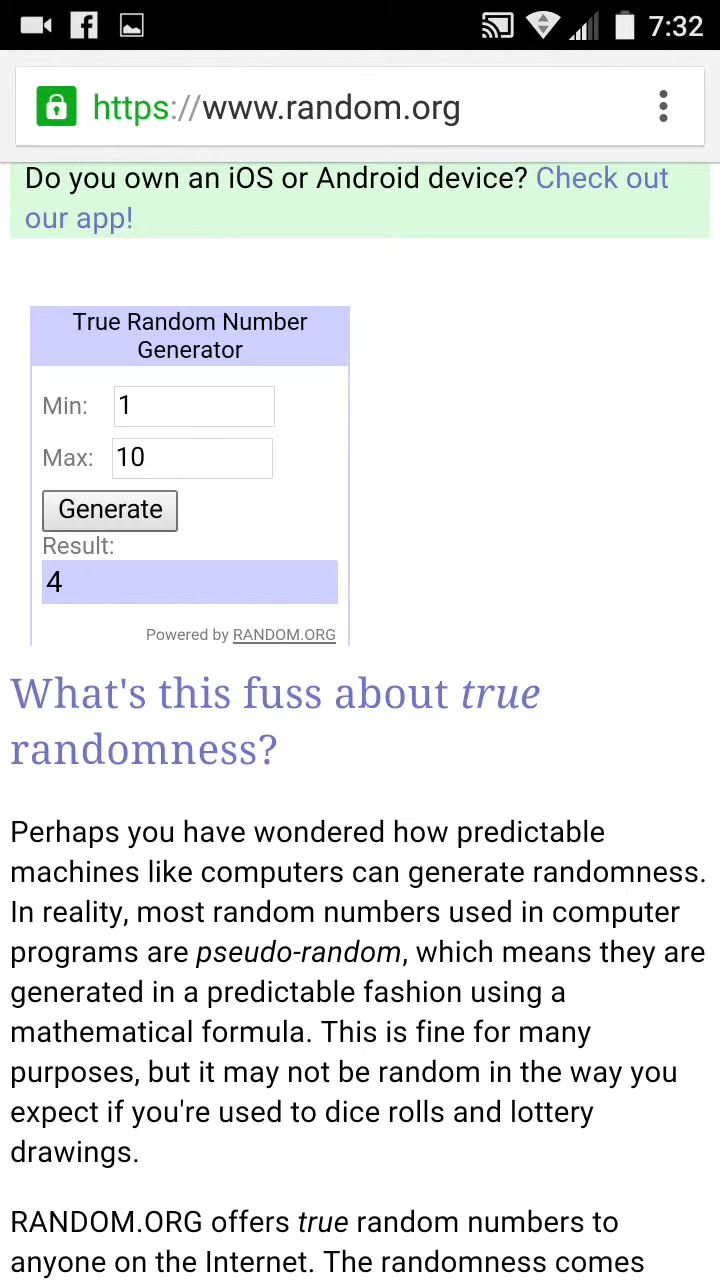 7:32
https://www.random.org
Do you own an iOS or Android device? Check out
our app!
True Random Number
Generator
Min: 1
Max: 10
Generate
Result:
4
Powered by RANDOM.ORG
What's this fuss about true
randomness?
Perhaps you have wondered how predictable
machines like computers can generate randomness.
In reality, most random numbers used in computer
programs are pseudo-random, which means they are
generated in a predictable fashion using a
mathematical formula. This is fine for many
purposes, but it may not be random in the way you
expect if you're used to dice rolls and lottery
drawings.
RANDOM.ORG offers true random numbers to
anyone on the Internet. The randomness comes